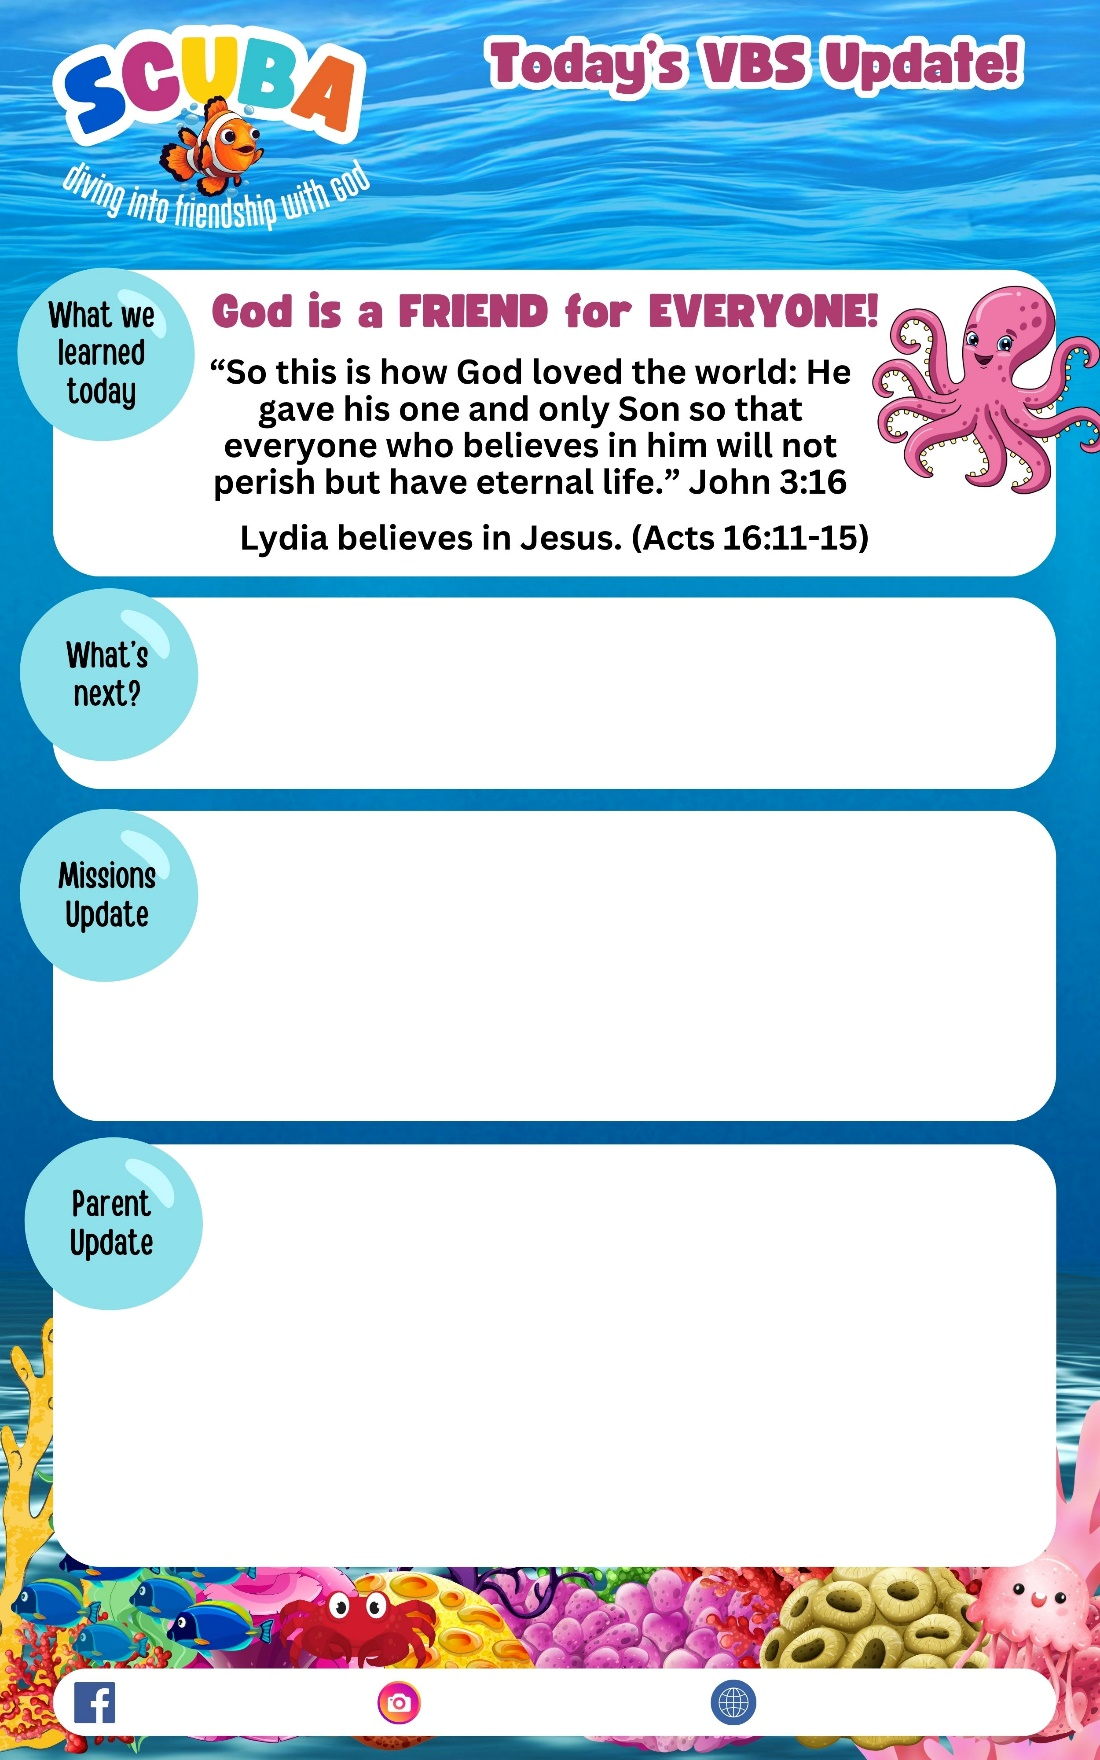 SCUBA
diving into friendship with God
Today's VBS Update!
What we
learned
today
God is a FRIEND for EVERYONE!
“So this is how God loved the world: He
gave his one and only Son so that
everyone who believes in him will not
perish but have eternal life.” John 3:16
Lydia believes in Jesus. (Acts 16:11-15)
What's
next?
Missions
Update
Parent
Update